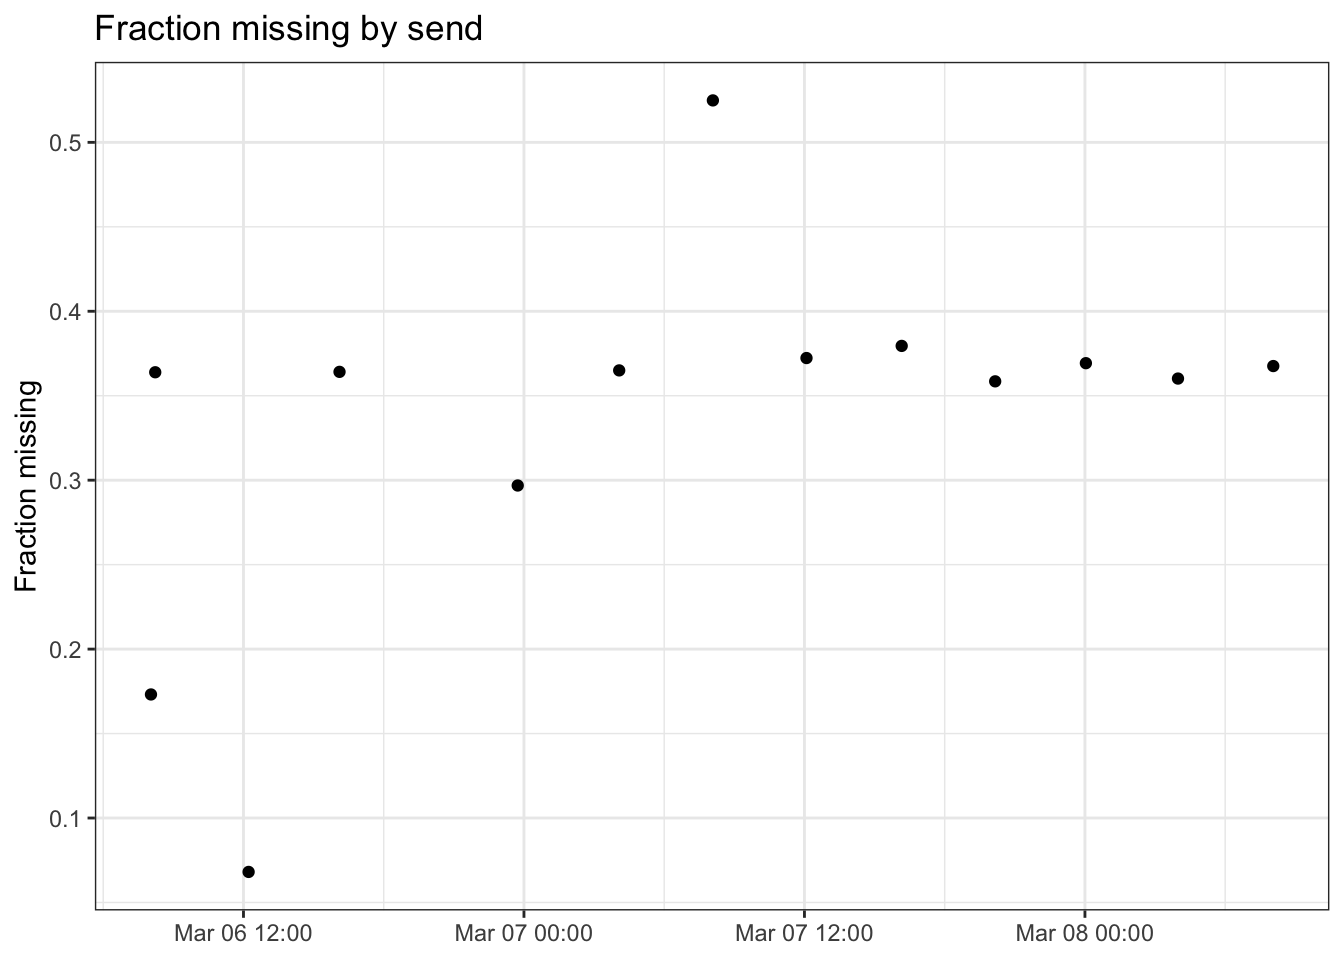 Fraction missing by send
Fraction missing
0.5
0.4
0.3
0.2
0.1
Mar 06 12:00
Mar 07 00:00
Mar 07 12:00
Mar 08 00:00